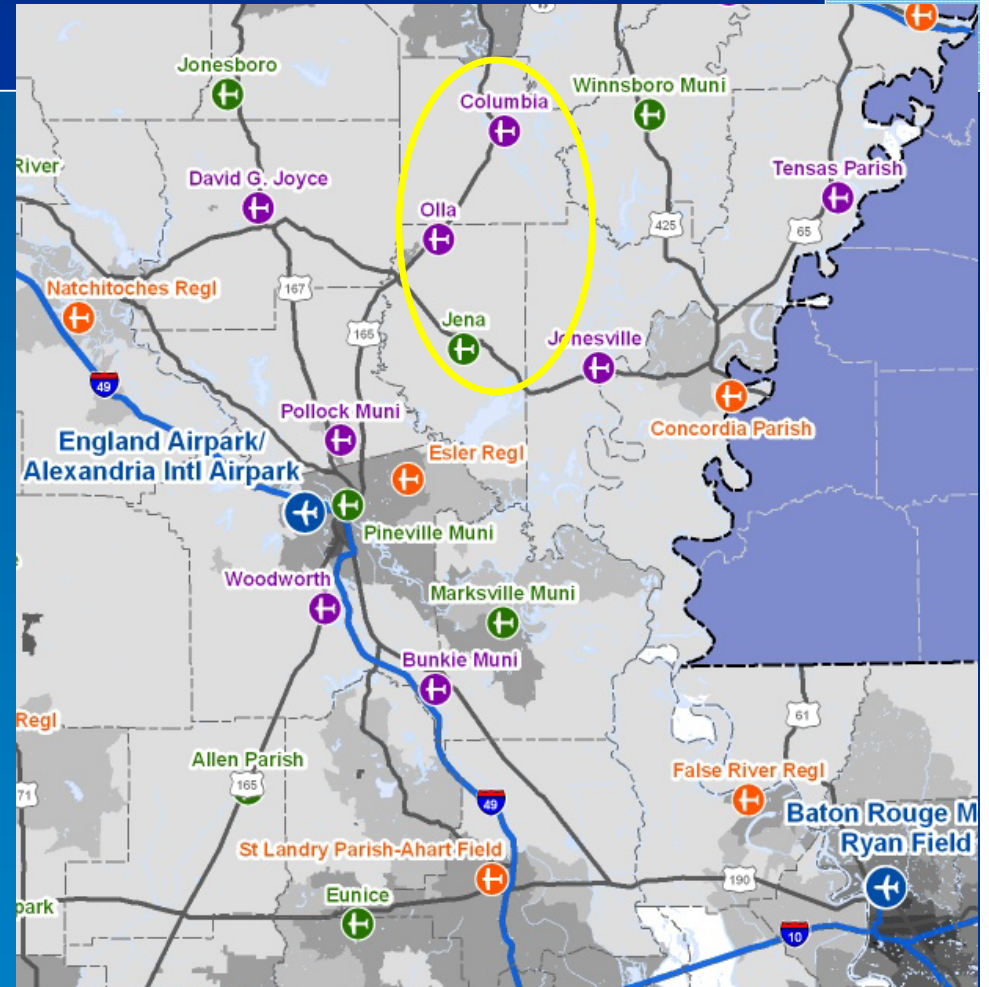 Jonesboro
Columbia
Winnsboro Muni
River
David G. Joyce
Tensas Parish
Olla
425
65
Natchitoches Regl
167
165
Jena
Jonesville
49
Pollock Muni
Concordia Parish
England Airpark/
Alexandria Intl Airpark
Esler Regl
Pineville Muni
Woodworth
Marksville Muni
Bunkie Muni
Regl
61
Allen Parish
165
71
False River Regl
49
Baton Rouge M
Ryan Field
St Landry Parish-Ahart Field
190
Eunice
park
10